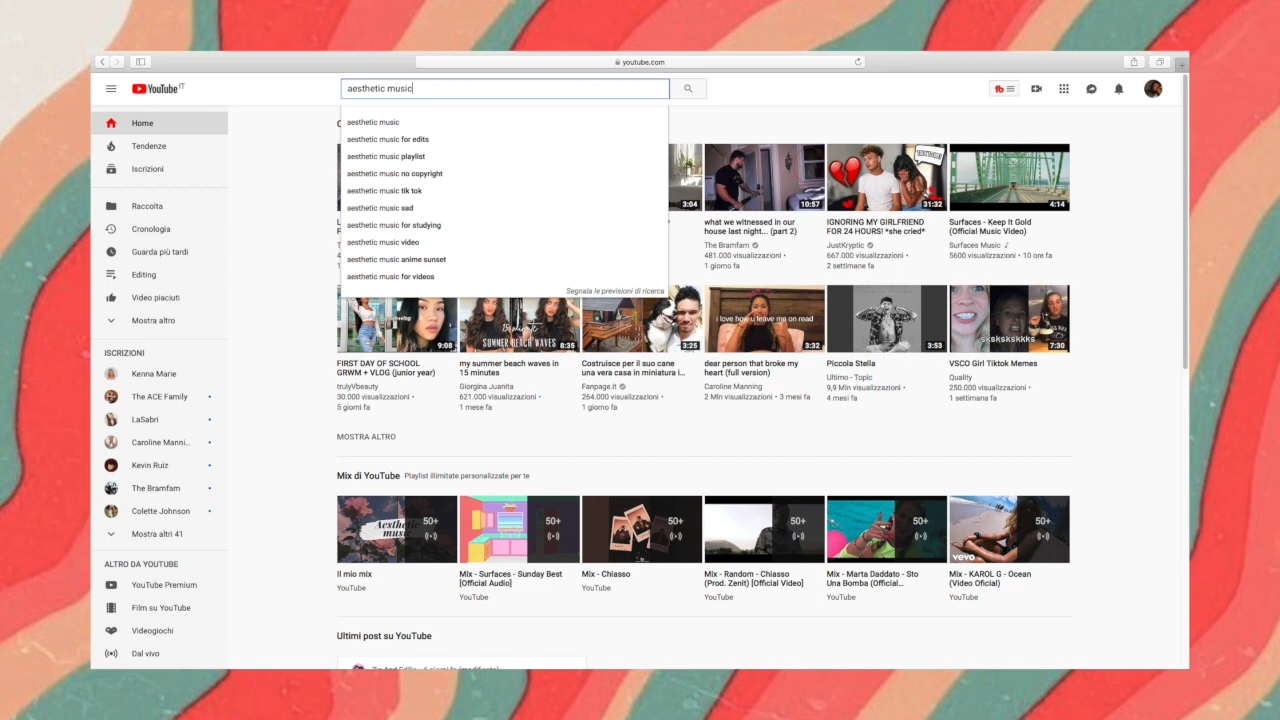 youtube.com
YouTube IT
aesthetic music
Home
Tendenze
Iscrizioni
Raccolta
Cronologia
Guarda più tardi
Editing
Video piaciuti
Mostra altro
ISCRIZIONI
Kenna Marie
The ACE Family
LaSabri
Caroline Manni..
Kevin Ruiz
The Bramfam
Colette Johnson
Mostra altri 41
ALTRO DA YOUTUBE
YouTube Premium
Film su YouTube
Videogiochi
Dal vivo
aesthetic music
aesthetic music for edits
aesthetic music playlist
aesthetic music no copyright
aesthetic music tik tok
aesthetic music sad
aesthetic music for studying
aesthetic music video
aesthetic music anime sunset
aesthetic music for videos
Segnala le previsioni di ricerca
3:04
10:57
31:32
4:14
what we witnessed in our
house last night... (part 2)
The Bramfam
481.000 visualizzazioni •
1 giorno fa
IGNORING MY GIRLFRIEND
FOR 24 HOURS! *she cried*
JustKryptic
667.000 visualizzazioni •
2 settimane fa
Surfaces - Keep It Gold
(Official Music Video)
Surfaces Music
5600 visualizzazioni • 10 ore fa
9:08
SUMMER BEACH WAVES
8:35
3:25
i love how u leave me on read
3:32
3:53
sksksksskks
7:30
FIRST DAY OF SCHOOL
GRWM + VLOG (junior year)
trulyVbeauty
30.000 visualizzazioni •
5 giorni fa
my summer beach waves in
15 minutes
Giorgina Juanita
621.000 visualizzazioni •
1 mese fa
Costruisce per il suo cane
una vera casa in miniatura i...
Fanpage.it
264.000 visualizzazioni •
1 giorno fa
dear person that broke my
heart (full version)
Caroline Manning
2 Mln visualizzazioni • 3 mesi fa
Piccola Stella
Ultimo - Topic
9,9 Mln visualizzazioni •
4 mesi fa
VSCO Girl Tiktok Memes
Quality
250.000 visualizzazioni •
1 settimana fa
MOSTRA ALTRO
Mix di YouTube Playlist illimitate personalizzate per te
Aesthetic
music
50+
50+
50+
50+
50+
vevo
50+
Il mio mix
YouTube
Mix - Surfaces - Sunday Best
[Official Audio]
YouTube
Mix - Chiasso
YouTube
Mix - Random - Chiasso
(Prod. Zenit) [Official Video]
YouTube
Mix - Marta Daddato - Sto
Una Bomba (Official...
YouTube
Mix - KAROL G - Ocean
(Video Oficial)
YouTube
Ultimi post su YouTube